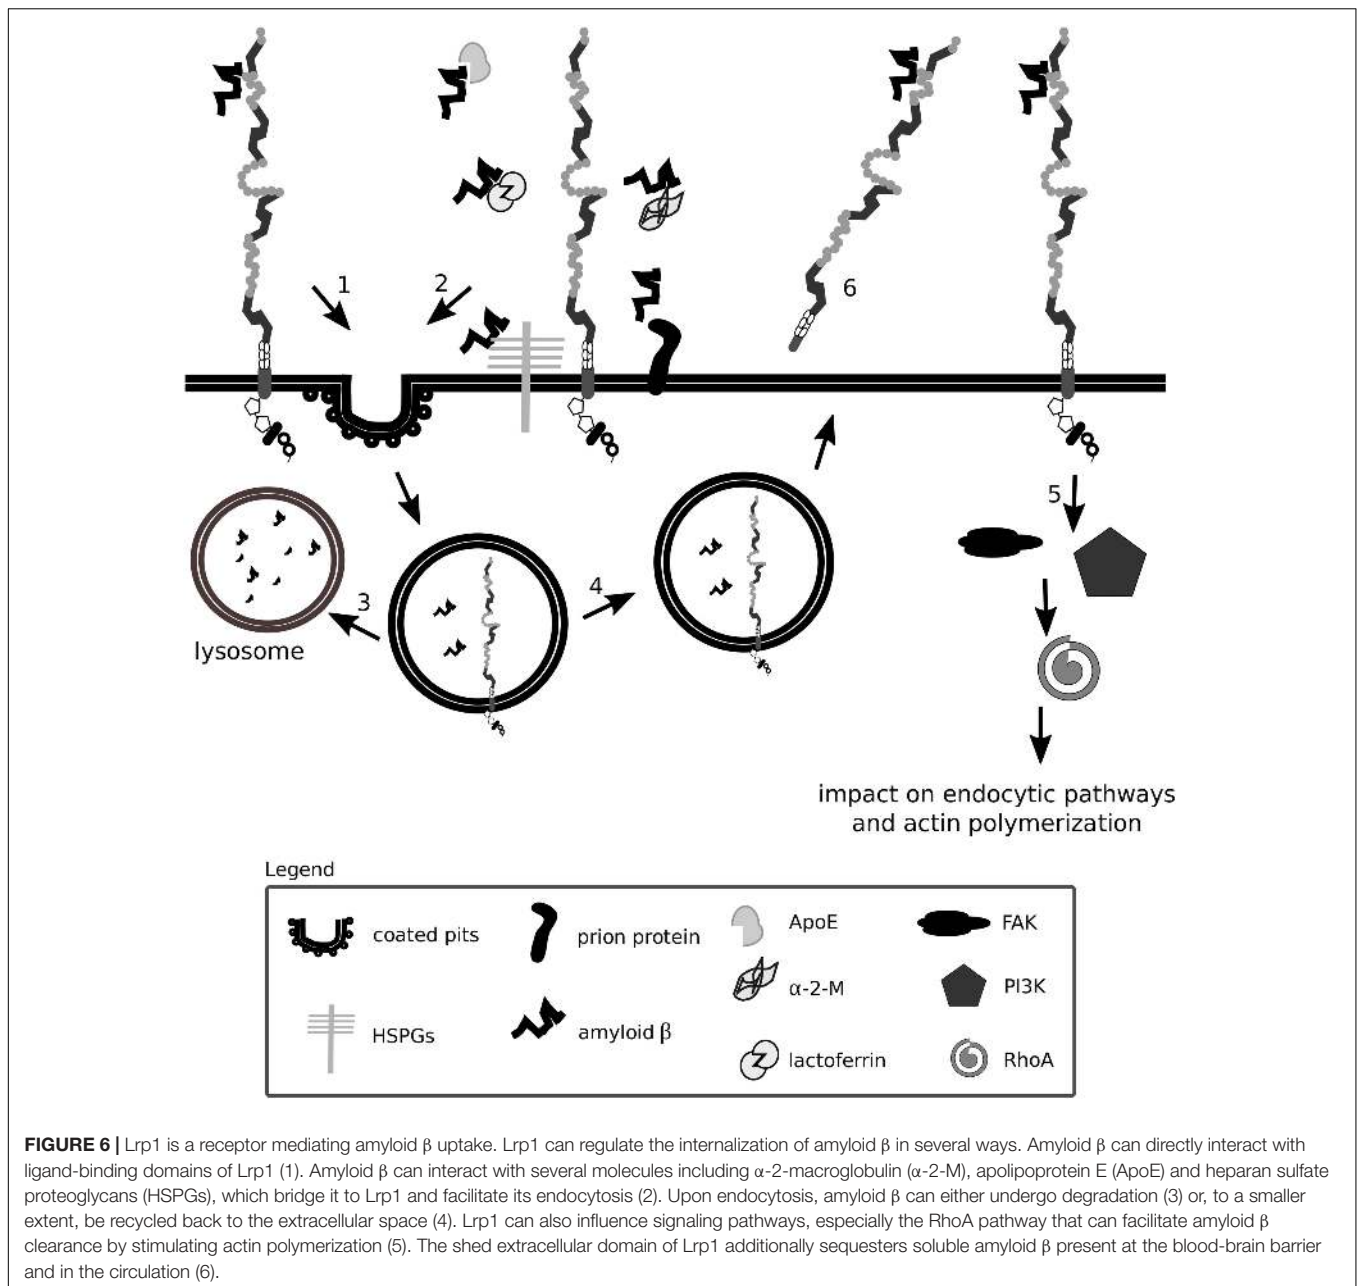 1
2
6
5
3
4
lysosome
impact on endocytic pathways
and actin polymerization
Legend
coated pits
prion protein
ApoE
FAK
α-2-M
PI3K
HSPGs
amyloid β
lactoferrin
RhoA
FIGURE 6 | Lrp1 is a receptor mediating amyloid β uptake. Lrp1 can regulate the internalization of amyloid β in several ways. Amyloid β can directly interact with
ligand-binding domains of Lrp1 (1). Amyloid β can interact with several molecules including α-2-macroglobulin (α-2-M), apolipoprotein E (ApoE) and heparan sulfate
proteoglycans (HSPGs), which bridge it to Lrp1 and facilitate its endocytosis (2). Upon endocytosis, amyloid β can either undergo degradation (3) or, to a smaller
extent, be recycled back to the extracellular space (4). Lrp1 can also influence signaling pathways, especially the RhoA pathway that can facilitate amyloid β
clearance by stimulating actin polymerization (5). The shed extracellular domain of Lrp1 additionally sequesters soluble amyloid β present at the blood-brain barrier
and in the circulation (6).